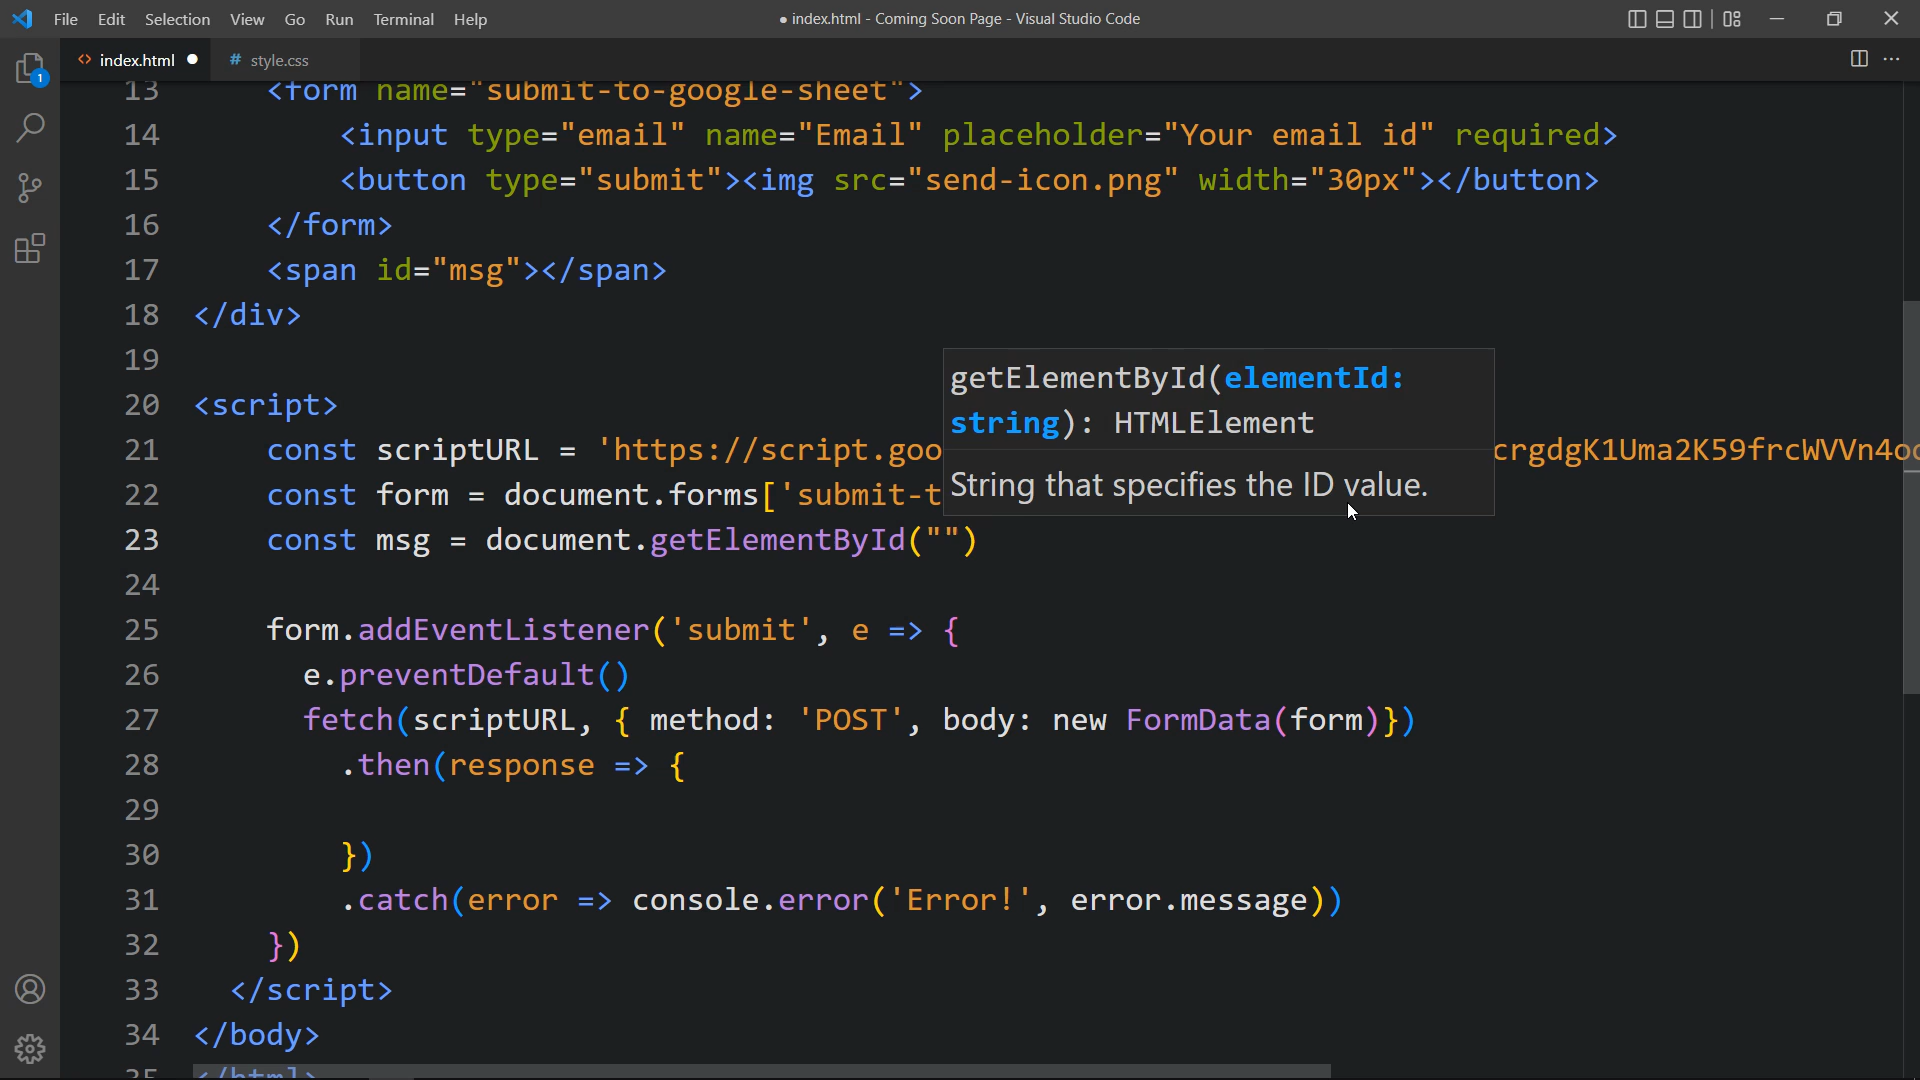 File Edit Selection View Go Run Terminal Help
● index.html - Coming Soon Page - Visual Studio Code
1
<> index.html ●
# style.css
13 <form name="submit-to-google-sheet">
14 <input type="email" name="Email" placeholder="Your email id" required>
15 <button type="submit"><img src="send-icon.png" width="30px"></button>
16 </form>
17 <span id="msg"></span>
18 </div>
19
20 <script>
21 const scriptURL = 'https://script.goo crgdgK1Uma2K59frcWVVn4oc
22 const form = document.forms['submit-t
23 const msg = document.getElementById("")
getElementById(elementId:
string): HTMLElement
String that specifies the ID value.
24
25 form.addEventListener('submit', e => {
26 e.preventDefault()
27 fetch(scriptURL, { method: 'POST', body: new FormData(form)})
28 .then(response => {
29
30 })
31 .catch(error => console.error('Error!', error.message))
32 })
33 </script>
34 </body>
35 </html>